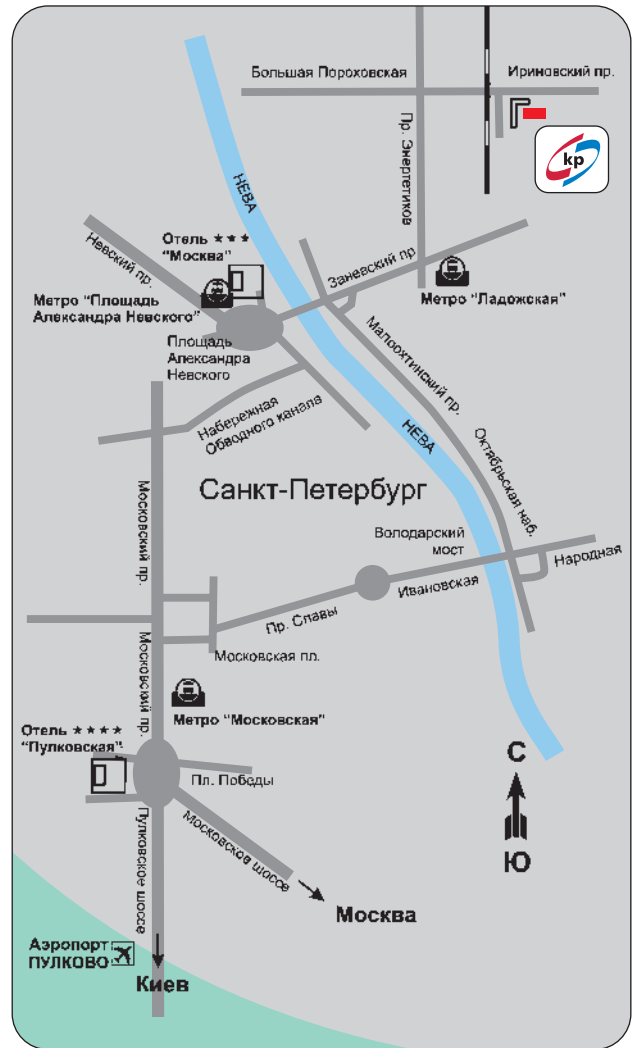 Большая Пороховская
Ириновский пр.
Пр. Энергетиков
kp
НЕВА
Невский пр.
Отель ★★★
"Москва"
Заневский пр.
Метро "Площадь
Александра Невского"
Метро "Ладожская"
Площадь
Александра
Невского
Малоохтинский пр.
Набережная
Обводного канала
НЕВА
Октябрьская наб.
Санкт-Петербург
Московский пр.
Володарский
мост
Народная
Ивановская
Пр. Славы
Московский пр.
Московская пл.
Метро "Московская"
Отель ★★★★
"Пулковская"
С
Пл. Победы
Пулковское шоссе
Московское шоссе
Ю
Москва
Аэропорт
ПУЛКОВО
Киев